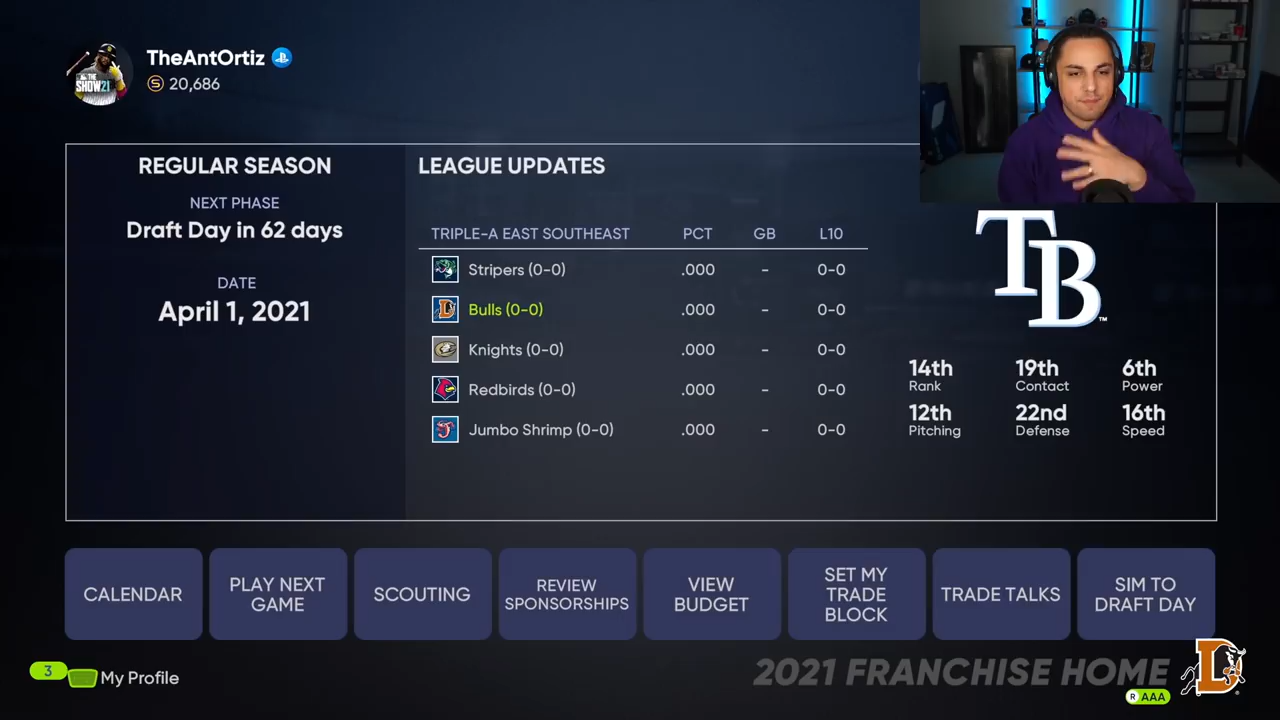 TheAntOrtiz
THE
SHOW21
S 20,686
REGULAR SEASON
NEXT PHASE
Draft Day in 62 days
DATE
April 1, 2021
LEAGUE UPDATES
TRIPLE-A EAST SOUTHEAST PCT GB L10
Stripers (0-0) .000 - 0-0
Bulls (0-0) .000 - 0-0
Knights (0-0) .000 - 0-0
Redbirds (0-0) .000 - 0-0
Jumbo Shrimp (0-0) .000 - 0-0
TB™
14th 19th 6th
Rank Contact Power
12th 22nd 16th
Pitching Defense Speed
CALENDAR
PLAY NEXT
GAME
SCOUTING
REVIEW
SPONSORSHIPS
VIEW
BUDGET
SET MY
TRADE
BLOCK
TRADE TALKS
SIM TO
DRAFT DAY
3 My Profile
2021 FRANCHISE HOME
D
R AAA